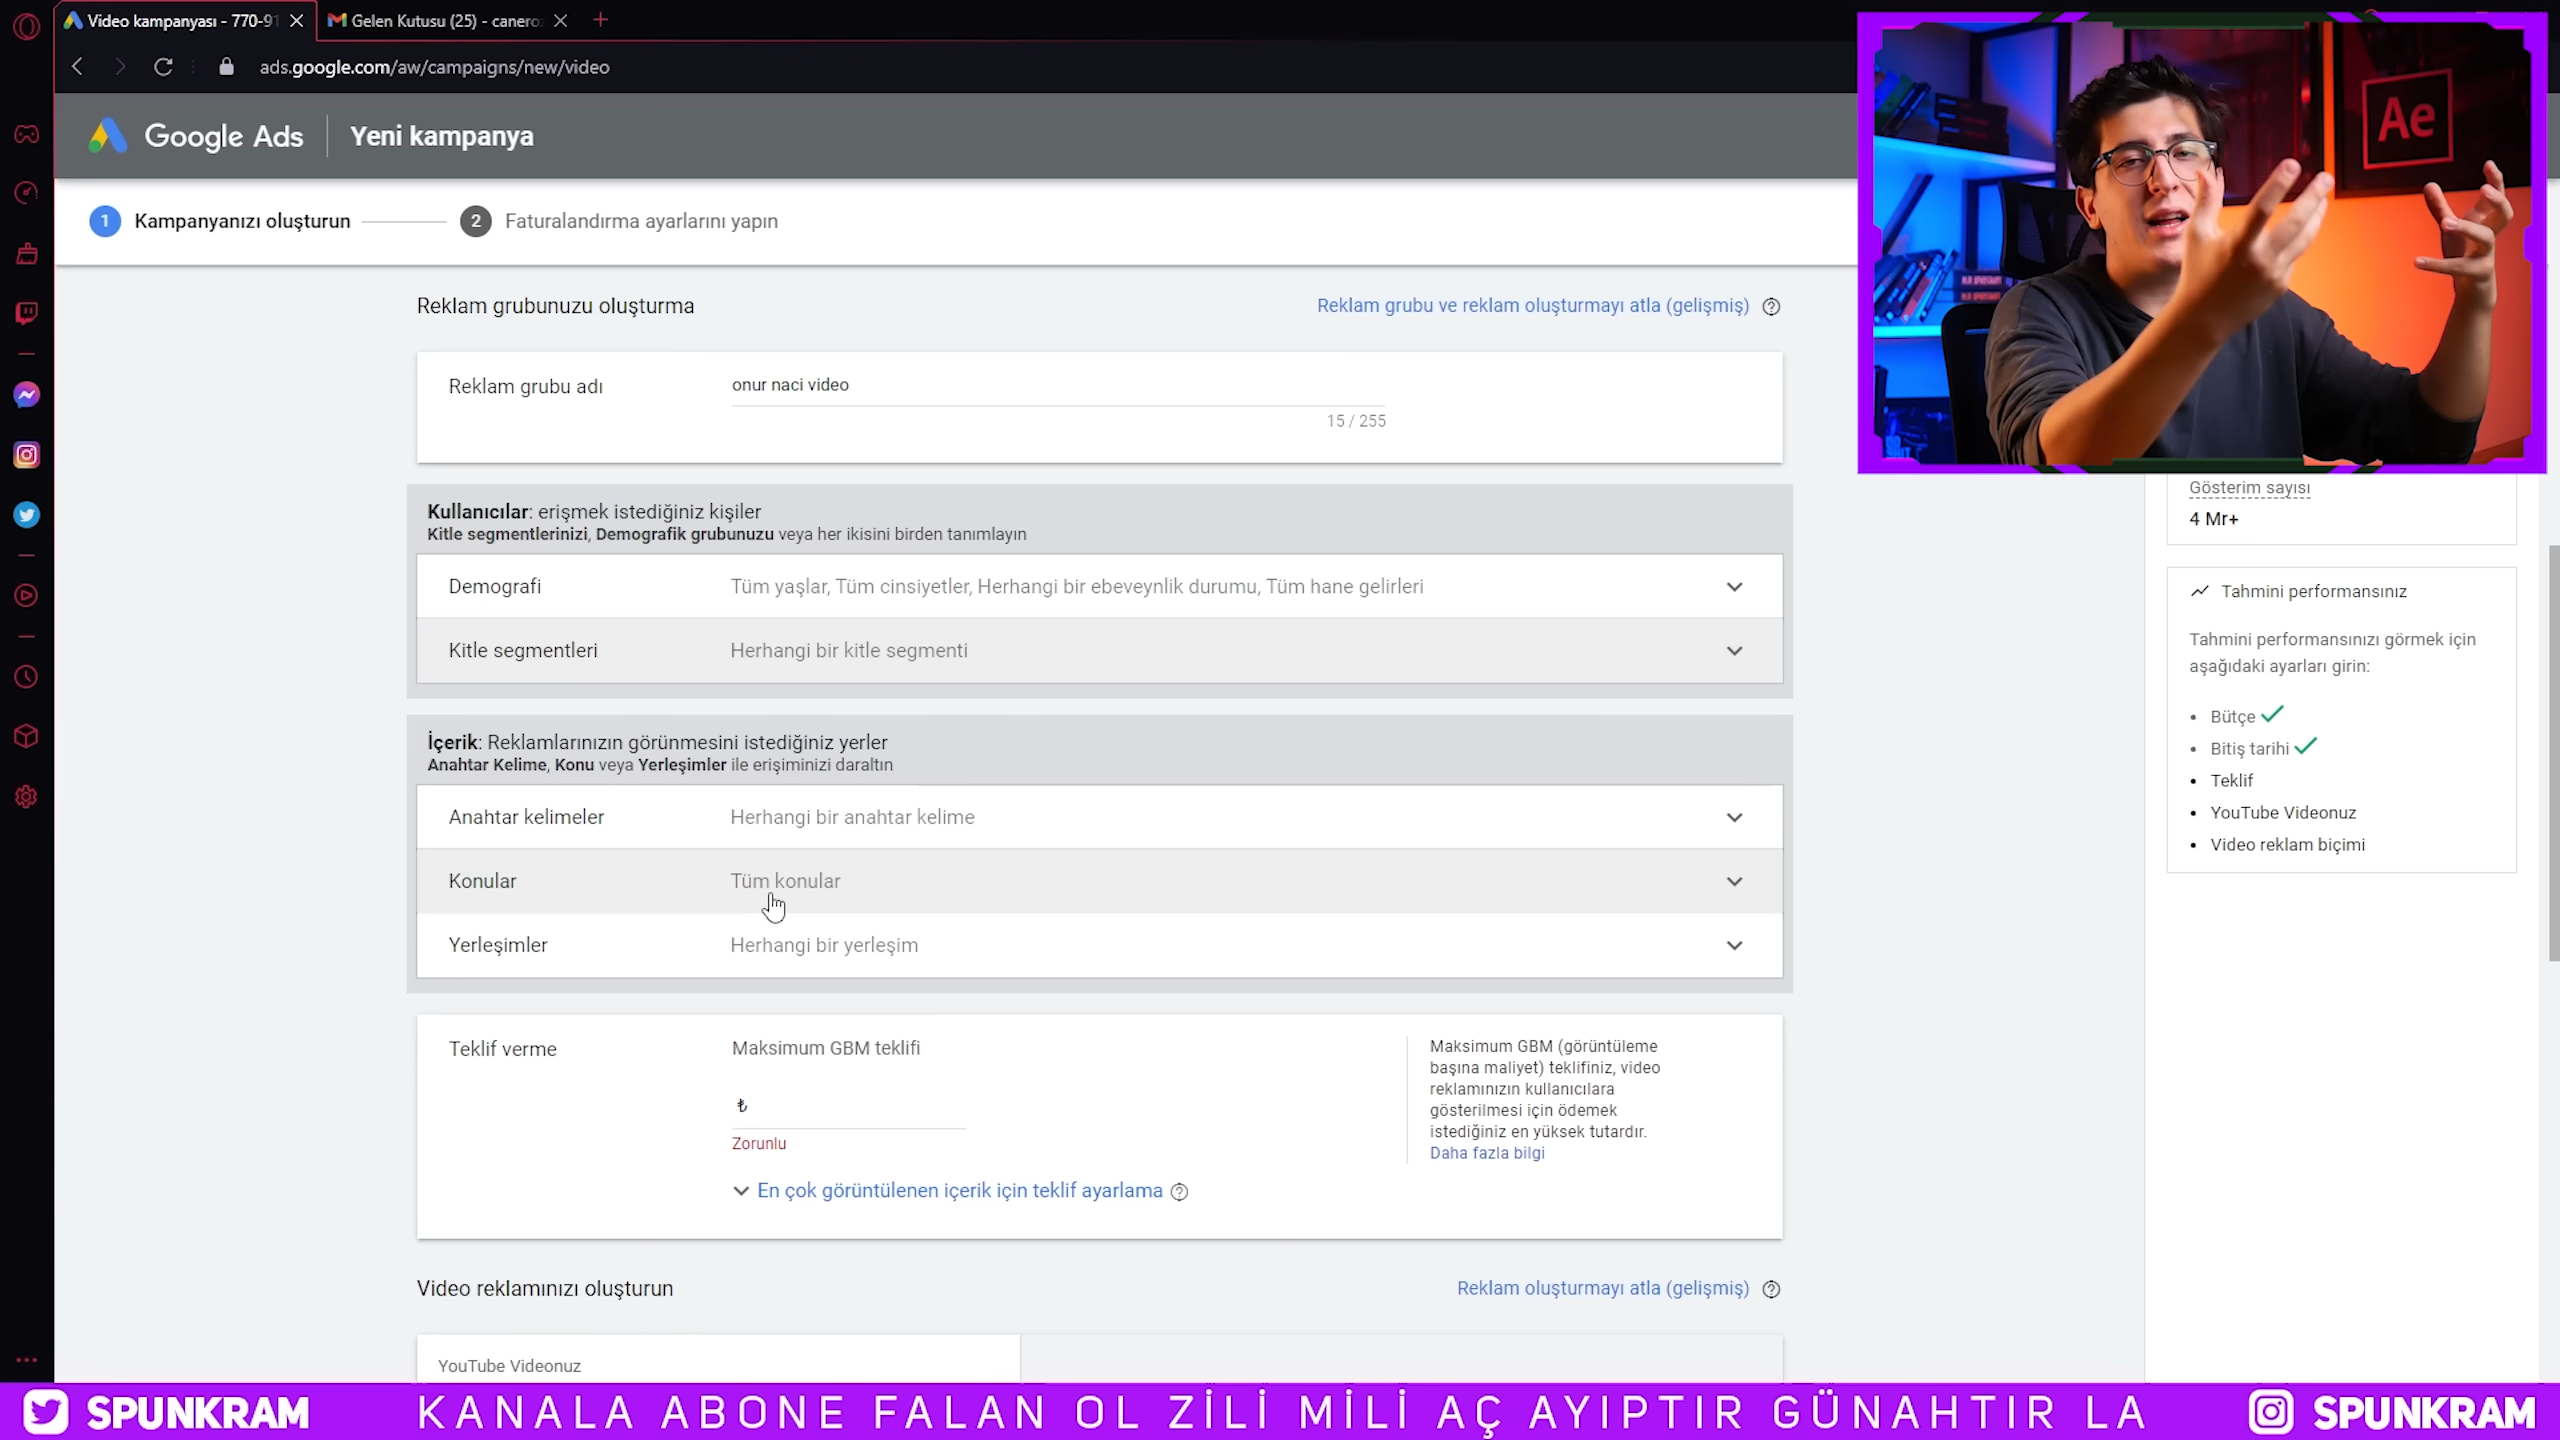 Video kampanyası - 770-91
Gelen Kutusu (25) - canero
ads.google.com/aw/campaigns/new/video
Google Ads
Yeni kampanya
1 Kampanyanızı oluşturun
2 Faturalandırma ayarlarını yapın
Ae
Reklam grubunuzu oluşturma
Reklam grubu ve reklam oluşturmayı atla (gelişmiş)
Reklam grubu adı
onur naci video
15 / 255
Kullanıcılar: erişmek istediğiniz kişiler
Kitle segmentlerinizi, Demografik grubunuzu veya her ikisini birden tanımlayın
Demografi
Tüm yaşlar, Tüm cinsiyetler, Herhangi bir ebeveynlik durumu, Tüm hane gelirleri
Kitle segmentleri
Herhangi bir kitle segmenti
İçerik: Reklamlarınızın görünmesini istediğiniz yerler
Anahtar Kelime, Konu veya Yerleşimler ile erişiminizi daraltın
Anahtar kelimeler
Herhangi bir anahtar kelime
Konular
Tüm konular
Yerleşimler
Herhangi bir yerleşim
Teklif verme
Maksimum GBM teklifi
₺
Zorunlu
En çok görüntülenen içerik için teklif ayarlama
Maksimum GBM (görüntüleme
başına maliyet) teklifiniz, video
reklamınızın kullanıcılara
gösterilmesi için ödemek
istediğiniz en yüksek tutardır.
Daha fazla bilgi
Video reklamınızı oluşturun
Reklam oluşturmayı atla (gelişmiş)
YouTube Videonuz
Gösterim sayısı
4 Mr+
Tahmini performansınız
Tahmini performansınızı görmek için
aşağıdaki ayarları girin:
• Bütçe
• Bitiş tarihi
• Teklif
• YouTube Videonuz
• Video reklam biçimi
SPUNKRAM
KANALA ABONE FALAN OL ZİLİ MİLİ AÇ AYIPTIR GÜNAHTIR LA
SPUNKRAM